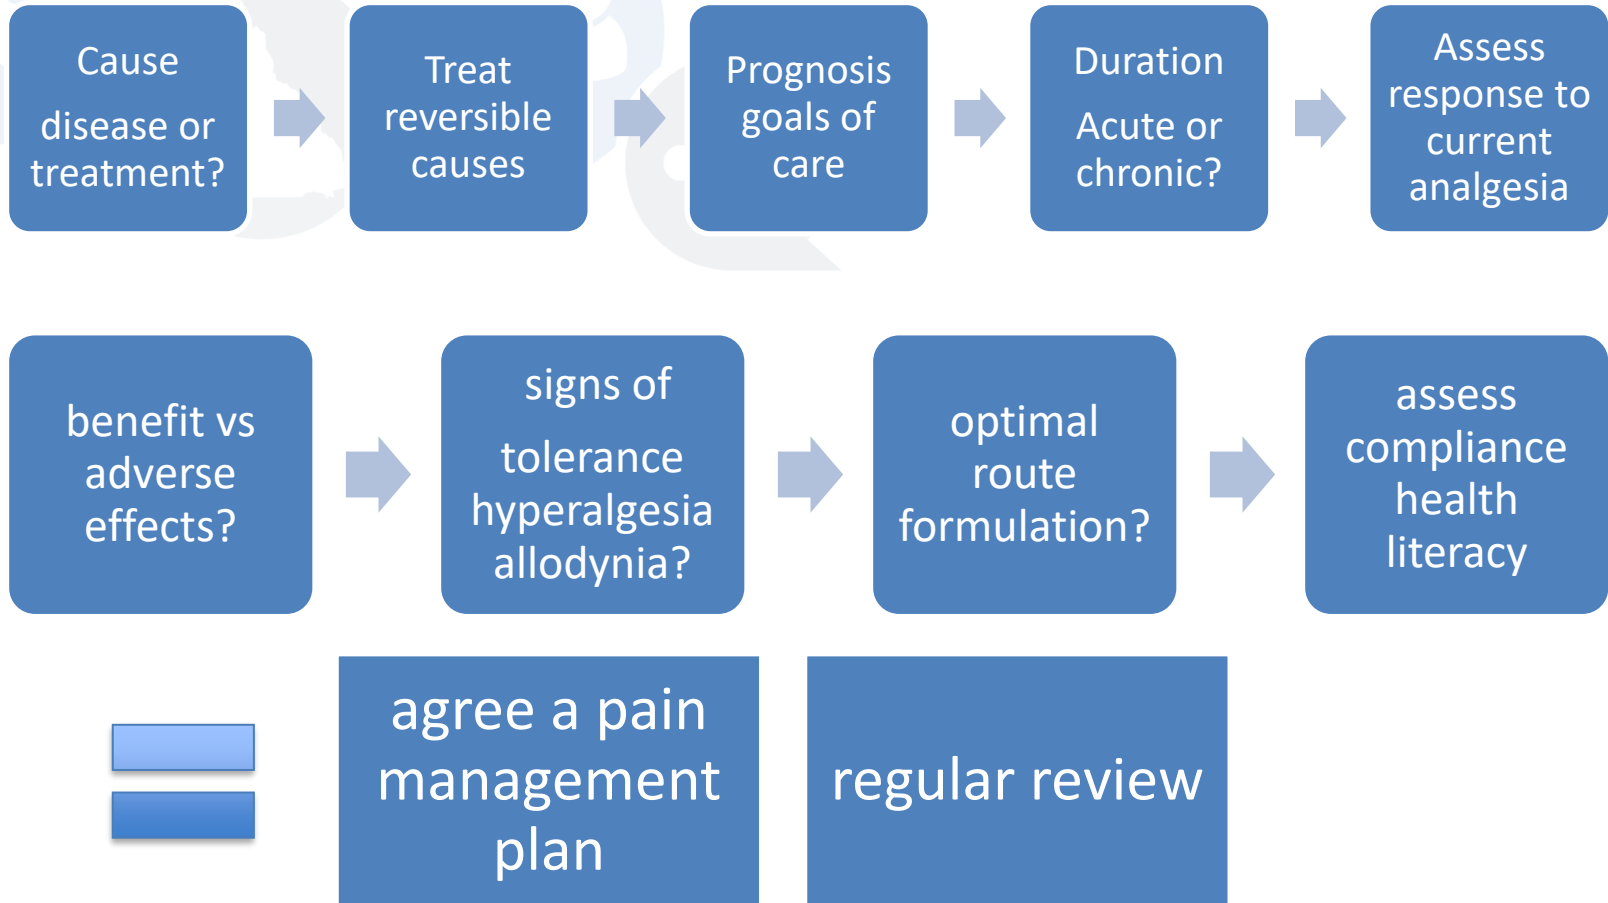 Cause
disease or
treatment?
Treat
reversible
causes
Prognosis
goals of
care
Duration
Acute or
chronic?
Assess
response to
current
analgesia
benefit vs
adverse
effects?
signs of
tolerance
hyperalgesia
allodynia?
optimal
route
formulation?
assess
compliance
health
literacy
agree a pain
management
plan
regular review